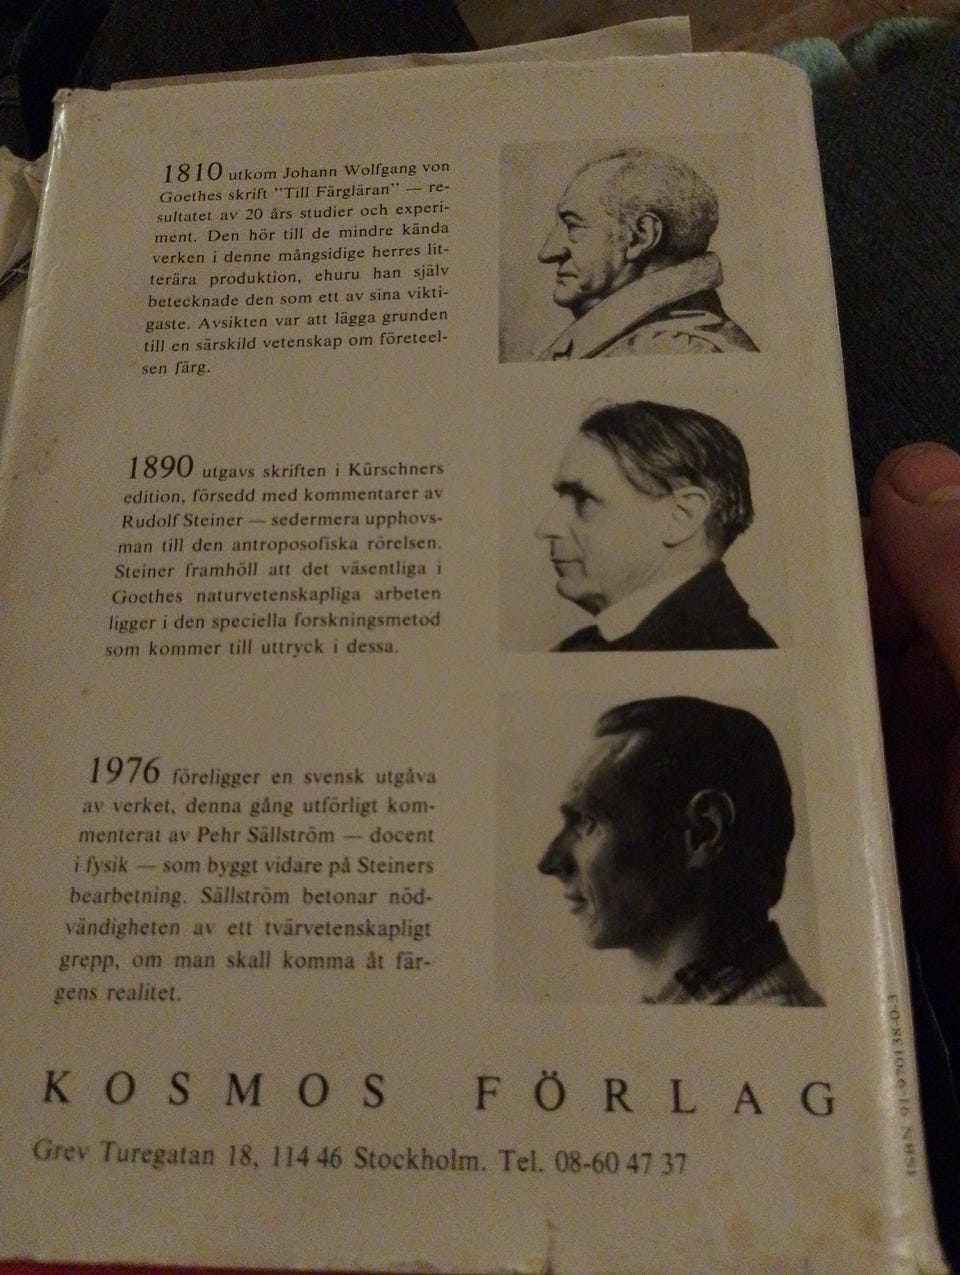 1810 utkom Johann Wolfgang von
Goethes skrift "Till Färgläran" — re-
sultatet av 20 års studier och experi-
ment. Den hör till de mindre kända
verken i denne mångsidige herres lit-
terära produktion, ehuru han själv
betecknade den som ett av sina vikti-
gaste. Avsikten var att lägga grunden
till en särskild vetenskap om företeel-
sen färg.
1890 utgavs skriften i Kürschners
edition, försedd med kommentarer av
Rudolf Steiner — sedermera upphovs-
man till den antroposofiska rörelsen.
Steiner framhöll att det väsentliga i
Goethes naturvetenskapliga arbeten
ligger i den speciella forskningsmetod
som kommer till uttryck i dessa.
1976 föreligger en svensk utgåva
av verket, denna gång utförligt kom-
menterat av Pehr Sällström — docent
i fysik — som byggt vidare på Steiners
bearbetning. Sällström betonar nöd-
vändigheten av ett tvärvetenskapligt
grepp, om man skall komma åt fär-
gens realitet.
KOSMOS FÖRLAG
Grev Turegatan 18, 114 46 Stockholm. Tel. 08-60 47 37
ISBN 91-970138-0-3